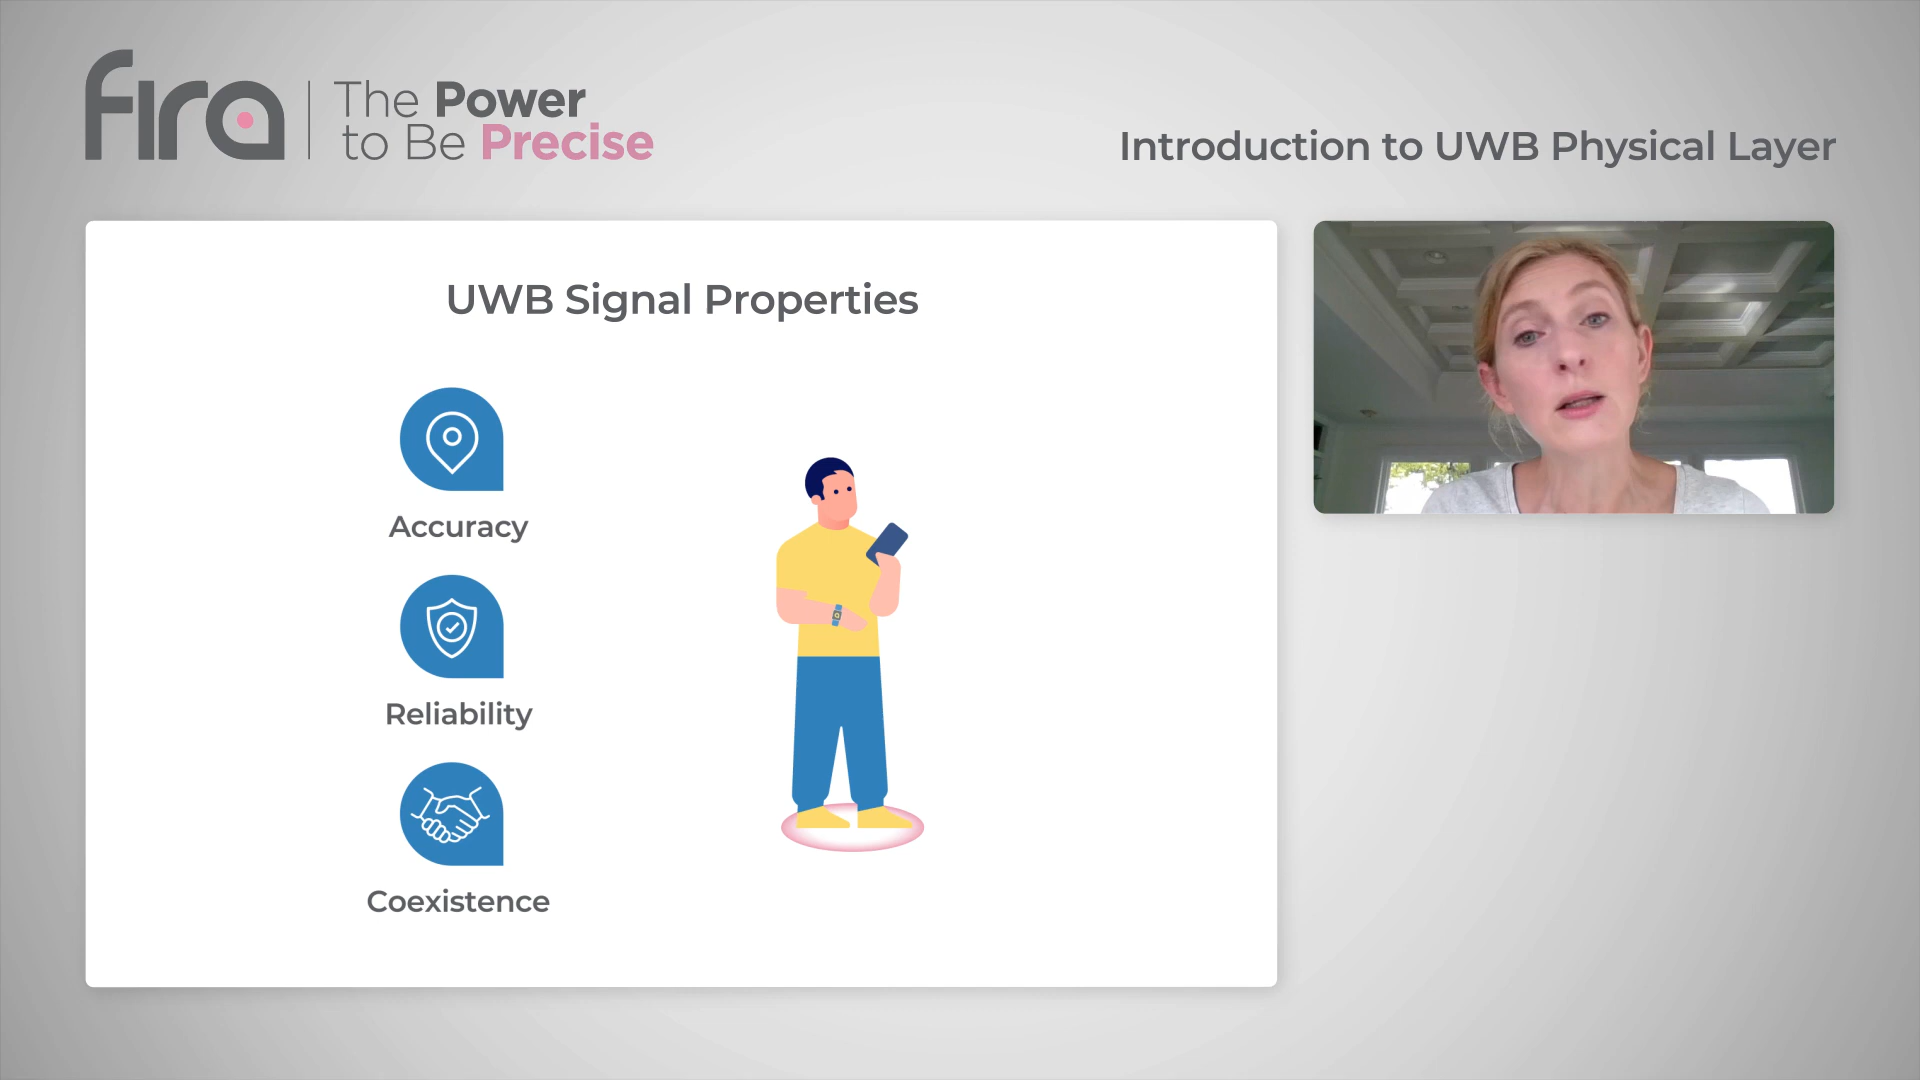 fira
The Power
to Be Precise
Introduction to UWB Physical Layer
UWB Signal Properties
Accuracy
Reliability
Coexistence